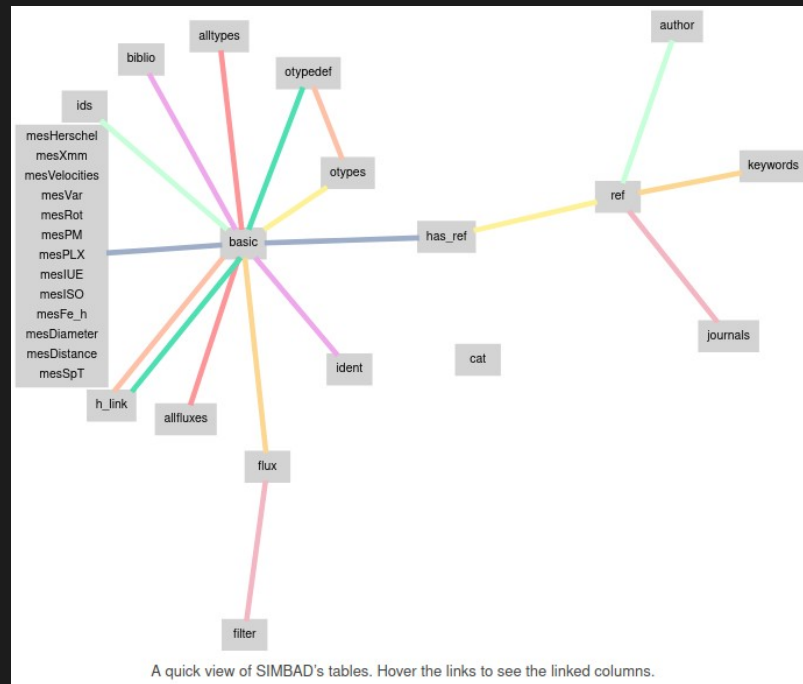 author
alltypes
biblio
otypedef
ids
mesHerschel
mesXmm
mesVelocities
mesVar
mesRot
mesPM
mesPLX
mesIUE
mesISO
mesFe_h
mesDiameter
mesDistance
mesSpT
otypes
keywords
ref
has_ref
basic
journals
cat
ident
h_link
allfluxes
flux
filter
A quick view of SIMBAD's tables. Hover the links to see the linked columns.